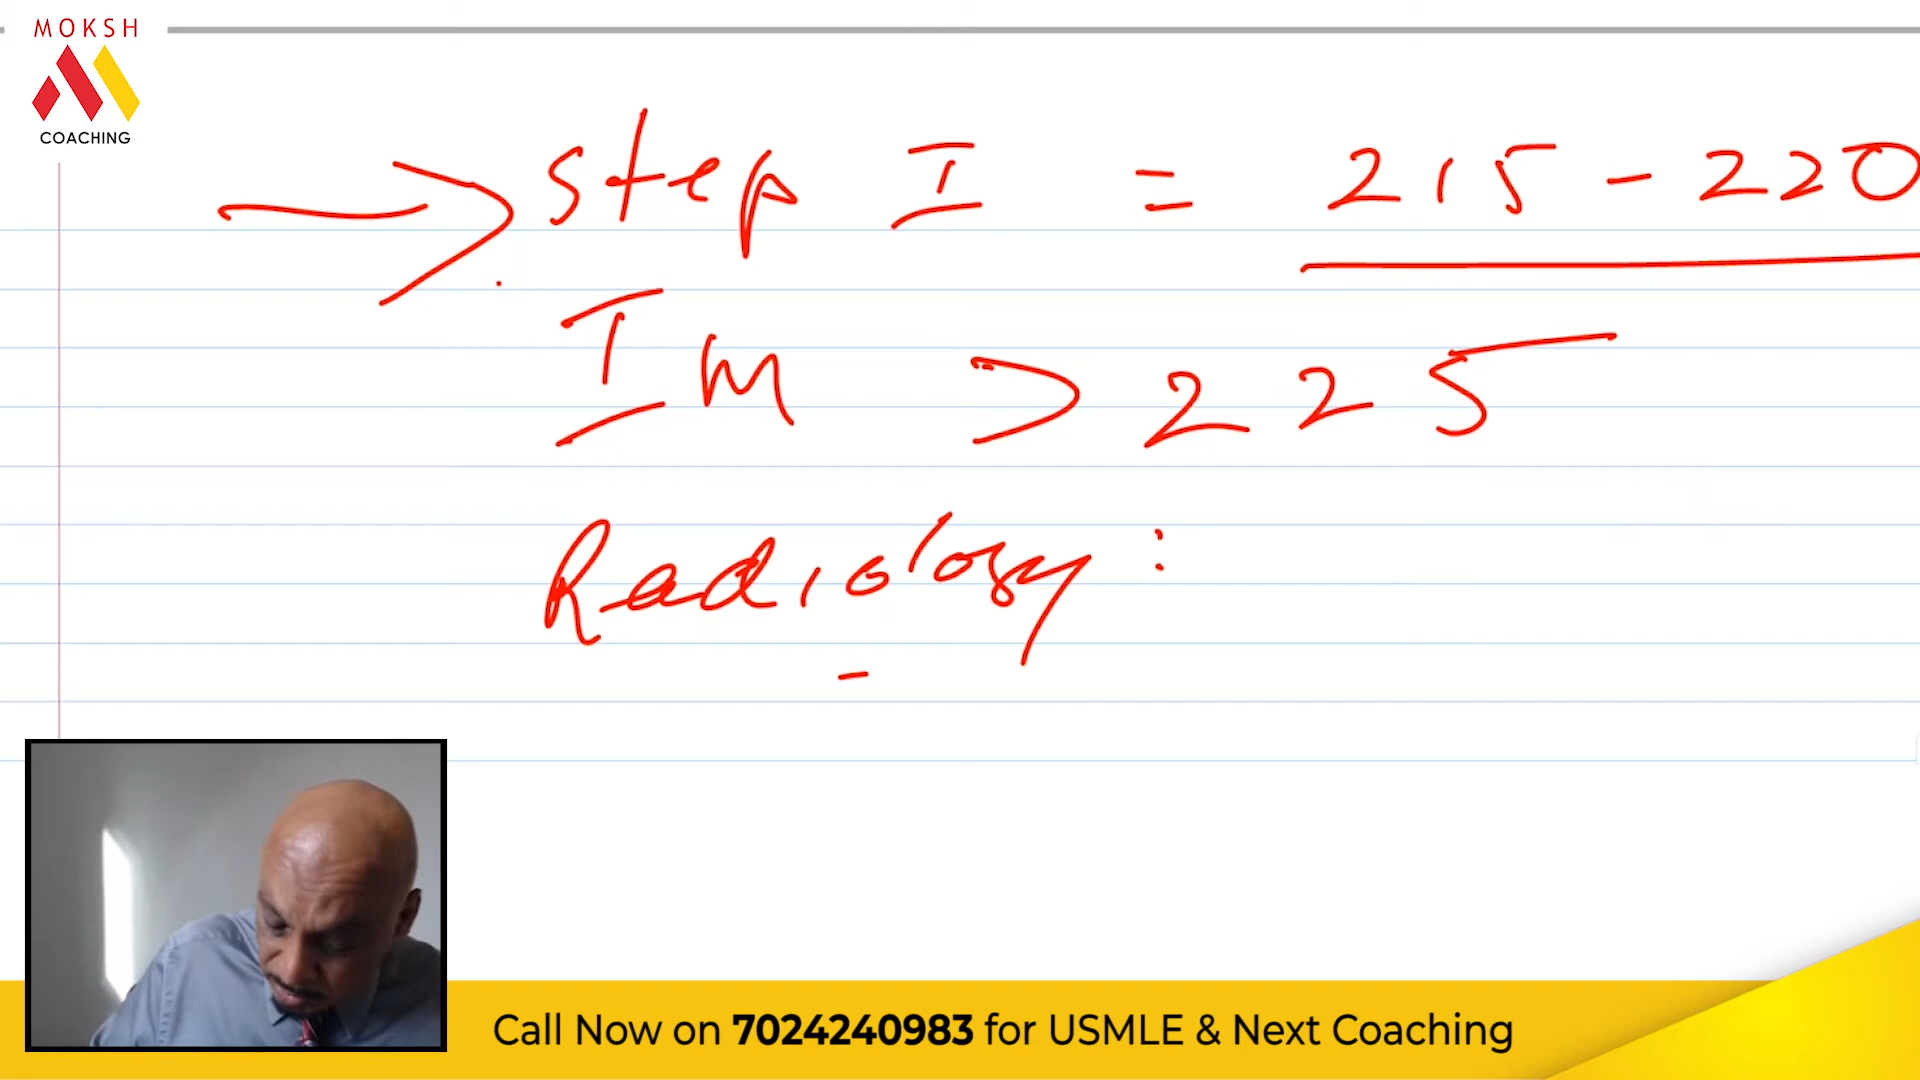 MOKSH
COACHING
Step I = 215-220
IM > 225
Radiology:
Call Now on 7024240983 for USMLE & Next Coaching